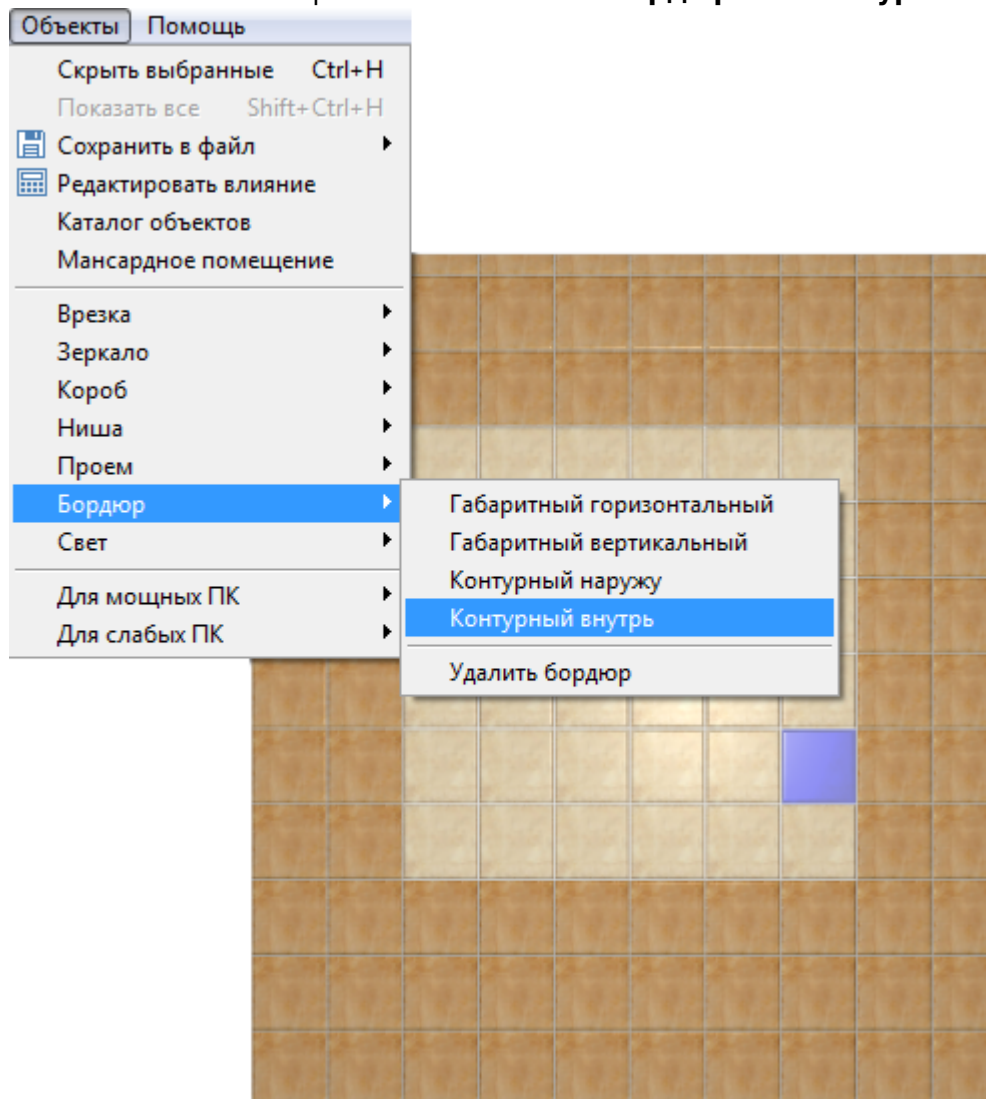 Объекты Помощь
Скрыть выбранные Ctrl+H
Показать все Shift+Ctrl+H
Сохранить в файл
Редактировать влияние
Каталог объектов
Мансардное помещение
Врезка
Зеркало
Короб
Ниша
Проем
Бордюр
Свет
Для мощных ПК
Для слабых ПК
Габаритный горизонтальный
Габаритный вертикальный
Контурный наружу
Контурный внутрь
Удалить бордюр